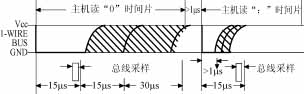 主机读“0”时间片 >1μs 主机读“；”时间片
Vcc
1-WIRE
BUS
GND
总线采样 >1μs 总线采样
15μs 15μs 30μs 15μs